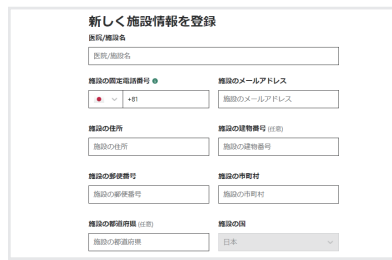 新しく施設情報を登録
医院/施設名
医院/施設名
施設の固定電話番号
施設のメールアドレス
+81
施設のメールアドレス
施設の住所
施設の建物番号 (任意)
施設の住所
施設の建物番号
施設の郵便番号
施設の市町村
施設の郵便番号
施設の市町村
施設の都道府県 (任意)
施設の国
施設の都道府県
日本